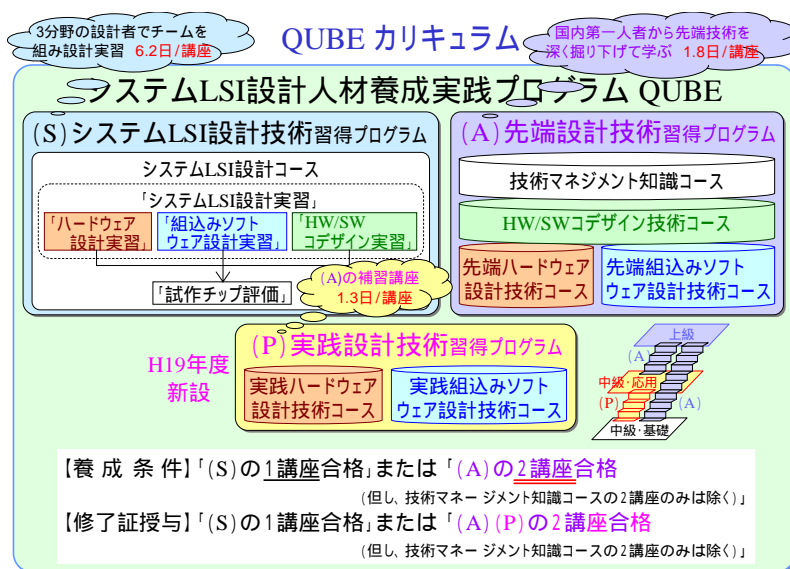 3分野の設計者でチームを
組み設計実習 6.2日/講座
QUBE カリキュラム
国内第一人者から先端技術を
深く掘り下げて学ぶ 1.8日/講座
システムLSI設計人材養成実践プログラム QUBE
(S)システムLSI設計技術習得プログラム
システムLSI設計コース
「システムLSI設計実習」
「ハードウェア
設計実習」
「組込みソフト
ウェア設計実習」
「HW/SW
コデザイン実習」
「試作チップ評価」
(A)先端設計技術習得プログラム
技術マネジメント知識コース
HW/SWコデザイン技術コース
先端ハードウェア
設計技術コース
先端組込みソフト
ウェア設計技術コース
(A)の補習講座
1.3日/講座
H19年度
新設
(P)実践設計技術習得プログラム
実践ハードウェア
設計技術コース
実践組込みソフト
ウェア設計技術コース
上級
(A)
中級・応用
(P)
(A)
中級・基礎
【養成条件】「(S)の1講座合格」または「(A)の2講座合格
(但し、技術マネージメント知識コースの2講座のみは除く)」
【修了証授与】「(S)の1講座合格」または「(A)(P)の2講座合格
(但し、技術マネージメント知識コースの2講座のみは除く)」